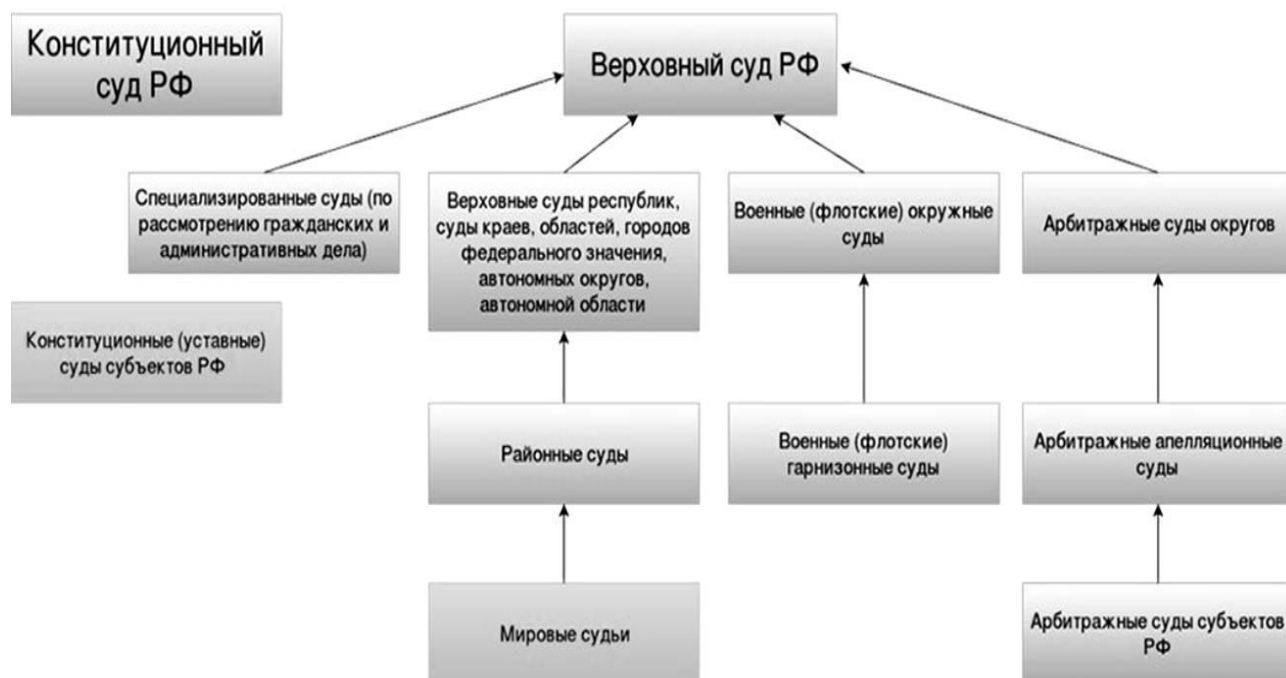 Конституционный
суд РФ
Верховный суд РФ
Специализированные суды (по
рассмотрению гражданских и
административных дела)
Верховные суды республик,
суды краев, областей, городов
федерального значения,
автономных округов,
автономной области
Военные (флотские) окружные
суды
Арбитражные суды округов
Конституционные (уставные)
суды субъектов РФ
Районные суды
Военные (флотские)
гарнизонные суды
Арбитражные апелляционные
суды
Мировые судьи
Арбитражные суды субъектов
РФ